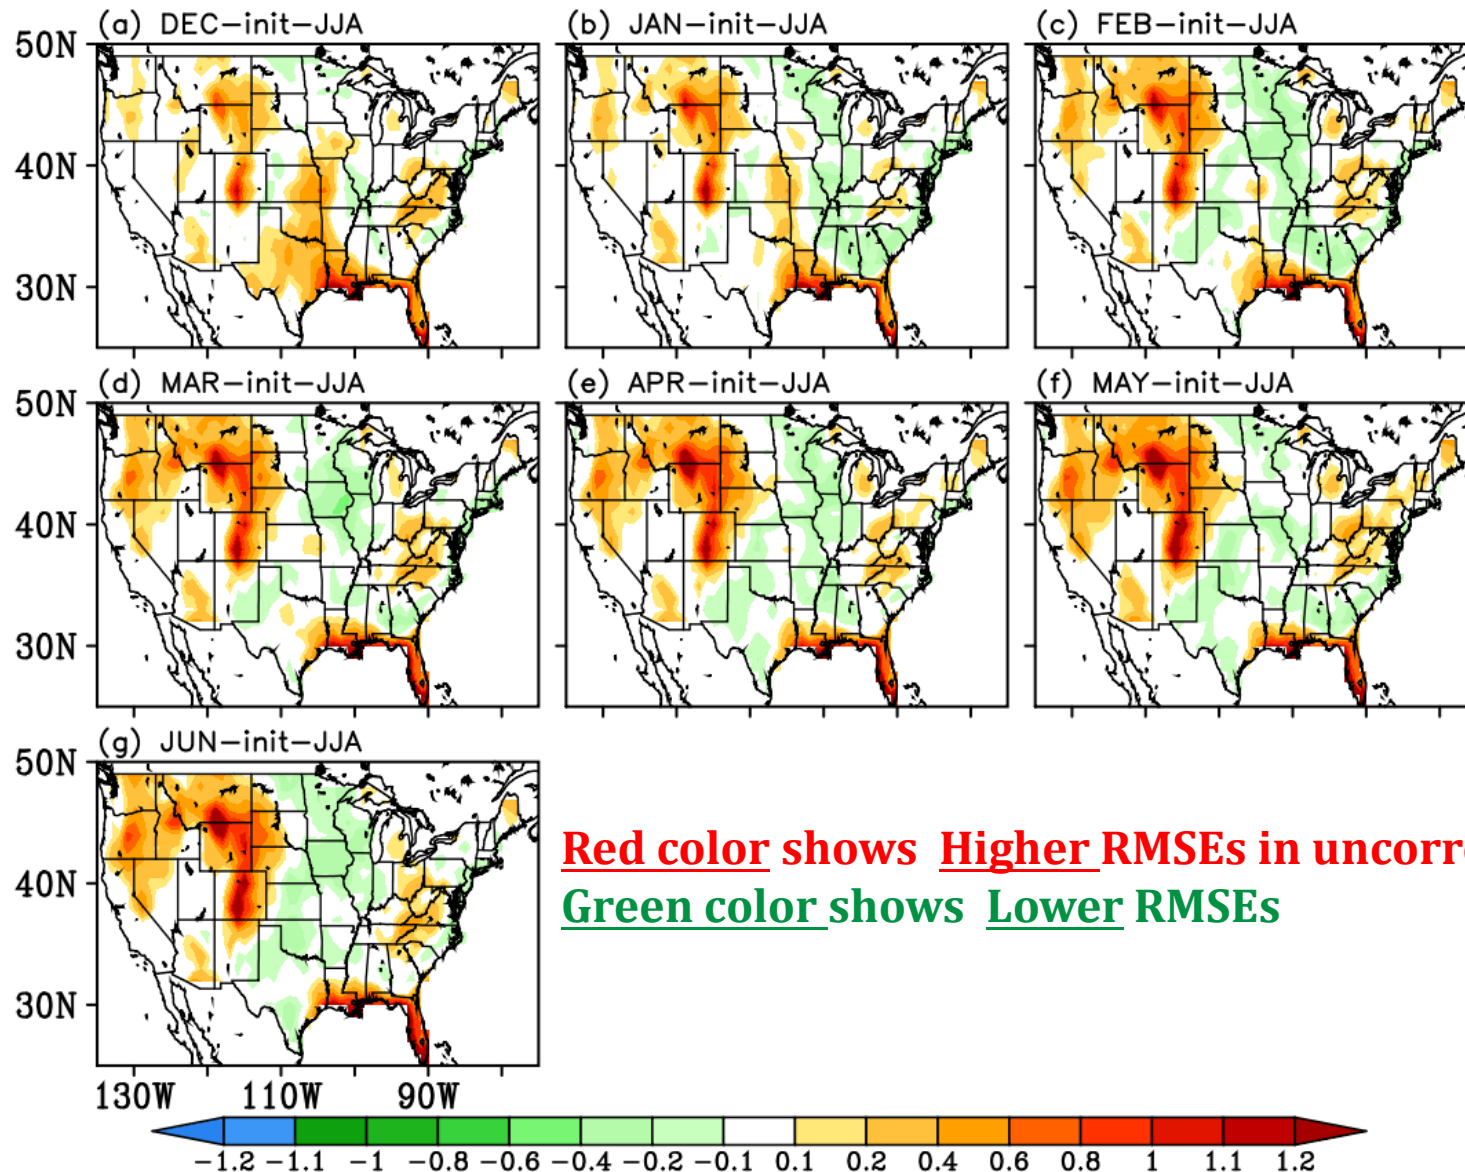 (a) DEC-init-JJA
(b) JAN-init-JJA
(c) FEB-init-JJA
50N
40N
30N
(d) MAR-init-JJA
(e) APR-init-JJA
(f) MAY-init-JJA
50N
40N
30N
(g) JUN-init-JJA
50N
40N
30N
130W 110W 90W
Red color shows Higher RMSEs in
Green color shows Lower RMSEs
-1.2 -1.1 -1 -0.8 -0.6 -0.4 -0.2 -0.1 0.1 0.2 0.4 0.6 0.8 1 1.1 1.2